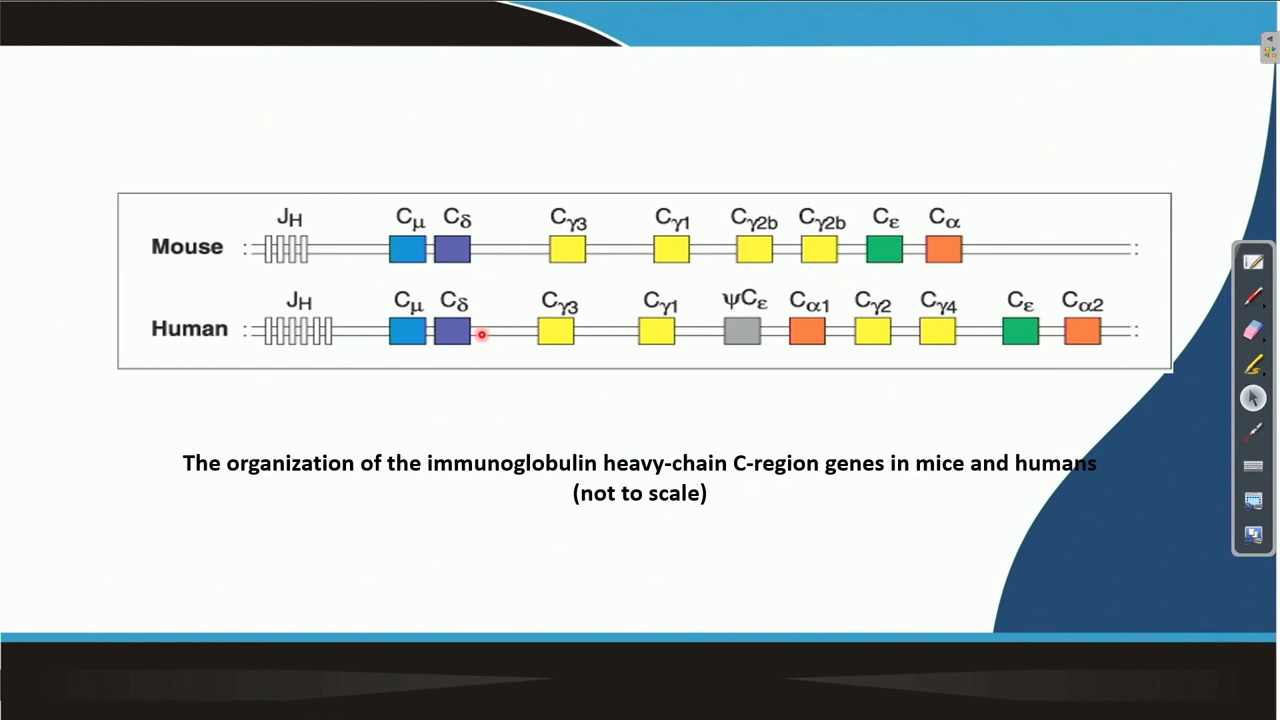 JH Cμ Cδ Cγ3 Cγ1 Cγ2b Cγ2b Cε Cα
Mouse
JH Cμ Cδ Cγ3 Cγ1 ψCε Cα1 Cγ2 Cγ4 Cε Cα2
Human
The organization of the immunoglobulin heavy-chain C-region genes in mice and humans
(not to scale)